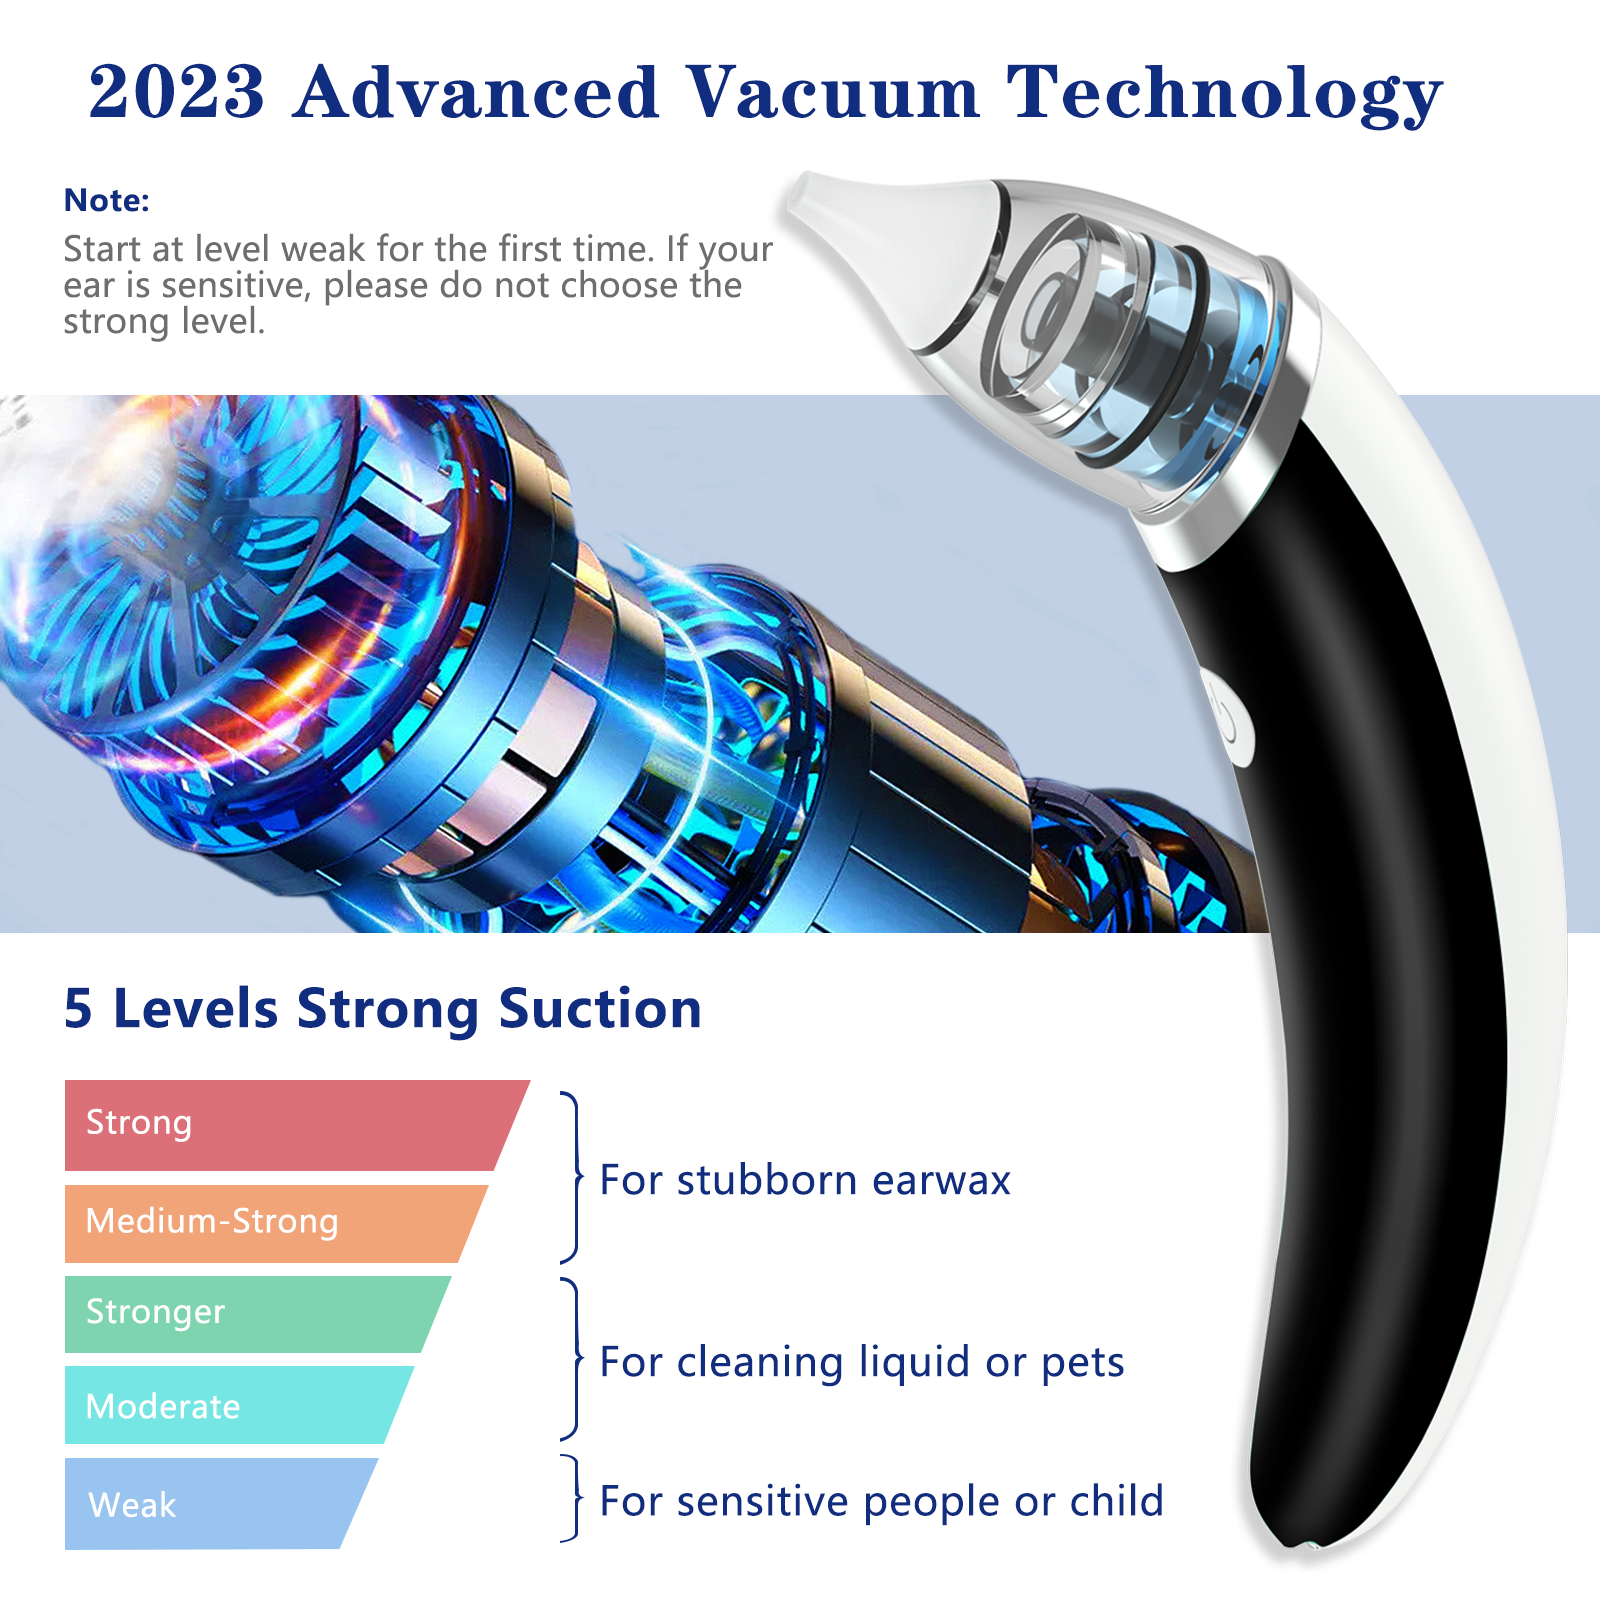 2023 Advanced Vacuum Technology
Note:
Start at level weak for the first time. If your
ear is sensitive, please do not choose the
strong level.
5 Levels Strong Suction
Strong
Medium-Strong
For stubborn earwax
Stronger
Moderate
For cleaning liquid or pets
Weak
For sensitive people or child